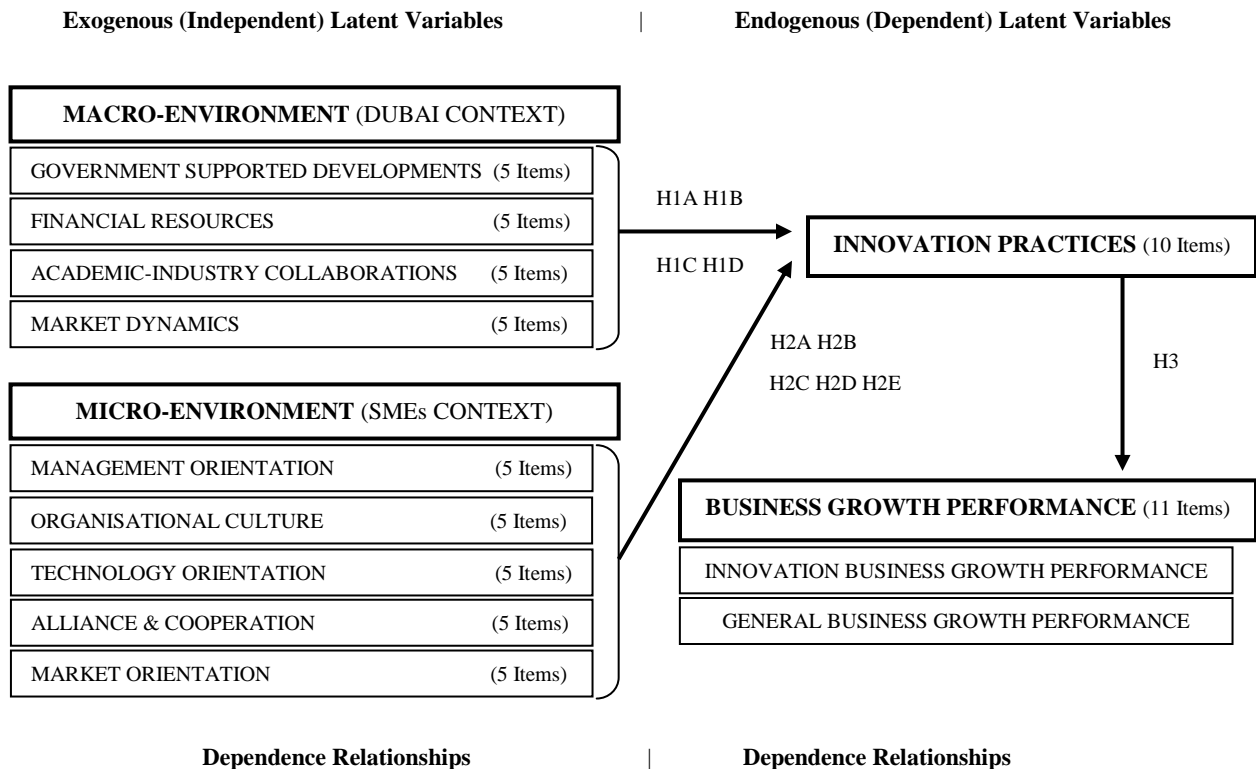 Exogenous (Independent) Latent Variables | Endogenous (Dependent) Latent Variables
MACRO-ENVIRONMENT (DUBAI CONTEXT)
GOVERNMENT SUPPORTED DEVELOPMENTS (5 Items)
FINANCIAL RESOURCES (5 Items)
ACADEMIC-INDUSTRY COLLABORATIONS (5 Items)
MARKET DYNAMICS (5 Items)
H1A H1B
H1C H1D
INNOVATION PRACTICES (10 Items)
H2A H2B
H2C H2D H2E
H3
MICRO-ENVIRONMENT (SMEs CONTEXT)
MANAGEMENT ORIENTATION (5 Items)
ORGANISATIONAL CULTURE (5 Items)
TECHNOLOGY ORIENTATION (5 Items)
ALLIANCE & COOPERATION (5 Items)
MARKET ORIENTATION (5 Items)
BUSINESS GROWTH PERFORMANCE (11 Items)
INNOVATION BUSINESS GROWTH PERFORMANCE
GENERAL BUSINESS GROWTH PERFORMANCE
Dependence Relationships | Dependence Relationships